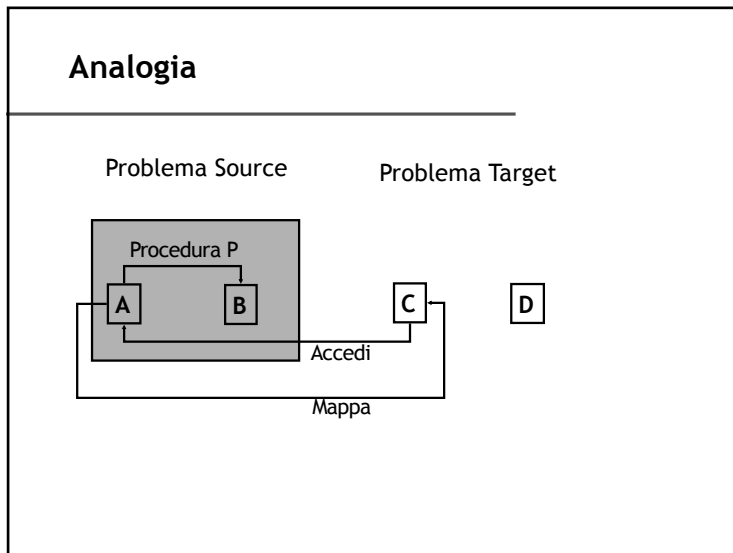 Analogia
Problema Source
Problema Target
Procedura P
A
B
C
D
Accedi
Mappa